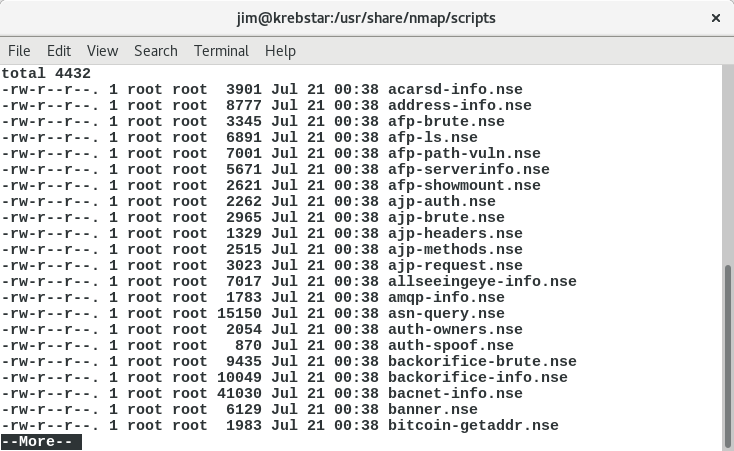 jim@krebstar:/usr/share/nmap/scripts ×
File Edit View Search Terminal Help
total 4432
-rw-r--r--. 1 root root  3901 Jul 21 00:38 acarsd-info.nse
-rw-r--r--. 1 root root  8777 Jul 21 00:38 address-info.nse
-rw-r--r--. 1 root root  3345 Jul 21 00:38 afp-brute.nse
-rw-r--r--. 1 root root  6891 Jul 21 00:38 afp-ls.nse
-rw-r--r--. 1 root root  7001 Jul 21 00:38 afp-path-vuln.nse
-rw-r--r--. 1 root root  5671 Jul 21 00:38 afp-serverinfo.nse
-rw-r--r--. 1 root root  2621 Jul 21 00:38 afp-showmount.nse
-rw-r--r--. 1 root root  2262 Jul 21 00:38 ajp-auth.nse
-rw-r--r--. 1 root root  2965 Jul 21 00:38 ajp-brute.nse
-rw-r--r--. 1 root root  1329 Jul 21 00:38 ajp-headers.nse
-rw-r--r--. 1 root root  2515 Jul 21 00:38 ajp-methods.nse
-rw-r--r--. 1 root root  3023 Jul 21 00:38 ajp-request.nse
-rw-r--r--. 1 root root  7017 Jul 21 00:38 allseeingeye-info.nse
-rw-r--r--. 1 root root  1783 Jul 21 00:38 amqp-info.nse
-rw-r--r--. 1 root root 15150 Jul 21 00:38 asn-query.nse
-rw-r--r--. 1 root root  2054 Jul 21 00:38 auth-owners.nse
-rw-r--r--. 1 root root   870 Jul 21 00:38 auth-spoof.nse
-rw-r--r--. 1 root root  9435 Jul 21 00:38 backorifice-brute.nse
-rw-r--r--. 1 root root 10049 Jul 21 00:38 backorifice-info.nse
-rw-r--r--. 1 root root 41030 Jul 21 00:38 bacnet-info.nse
-rw-r--r--. 1 root root  6129 Jul 21 00:38 banner.nse
-rw-r--r--. 1 root root  1983 Jul 21 00:38 bitcoin-getaddr.nse
--More--